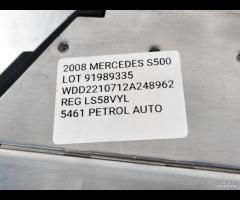 2008 MERCEDES S500
LOT 91989335
WDD2210712A248962
REG LS58VYL
5461 PETROL AUTO